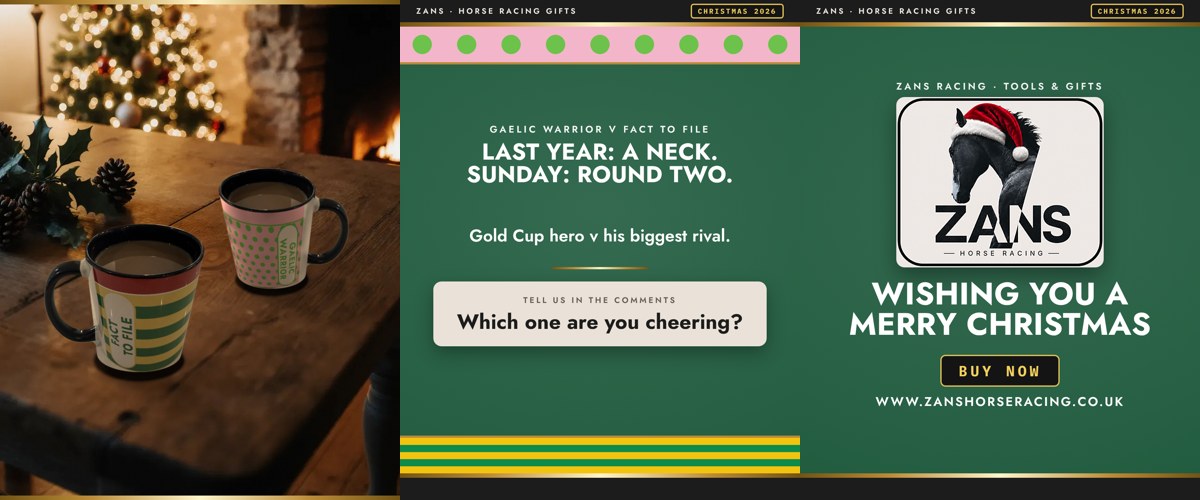 FACT
TO FILE
GAELIC
WARRIOR
ZANS · HORSE RACING GIFTS
CHRISTMAS 2026
GAELIC WARRIOR V FACT TO FILE
LAST YEAR: A NECK.
SUNDAY: ROUND TWO.
Gold Cup hero v his biggest rival.
TELL US IN THE COMMENTS
Which one are you cheering?
ZANS · HORSE RACING GIFTS
CHRISTMAS 2026
ZANS RACING · TOOLS & GIFTS
ZANS
HORSE RACING
WISHING YOU A
MERRY CHRISTMAS
BUY NOW
WWW.ZANSHORSERACING.CO.UK